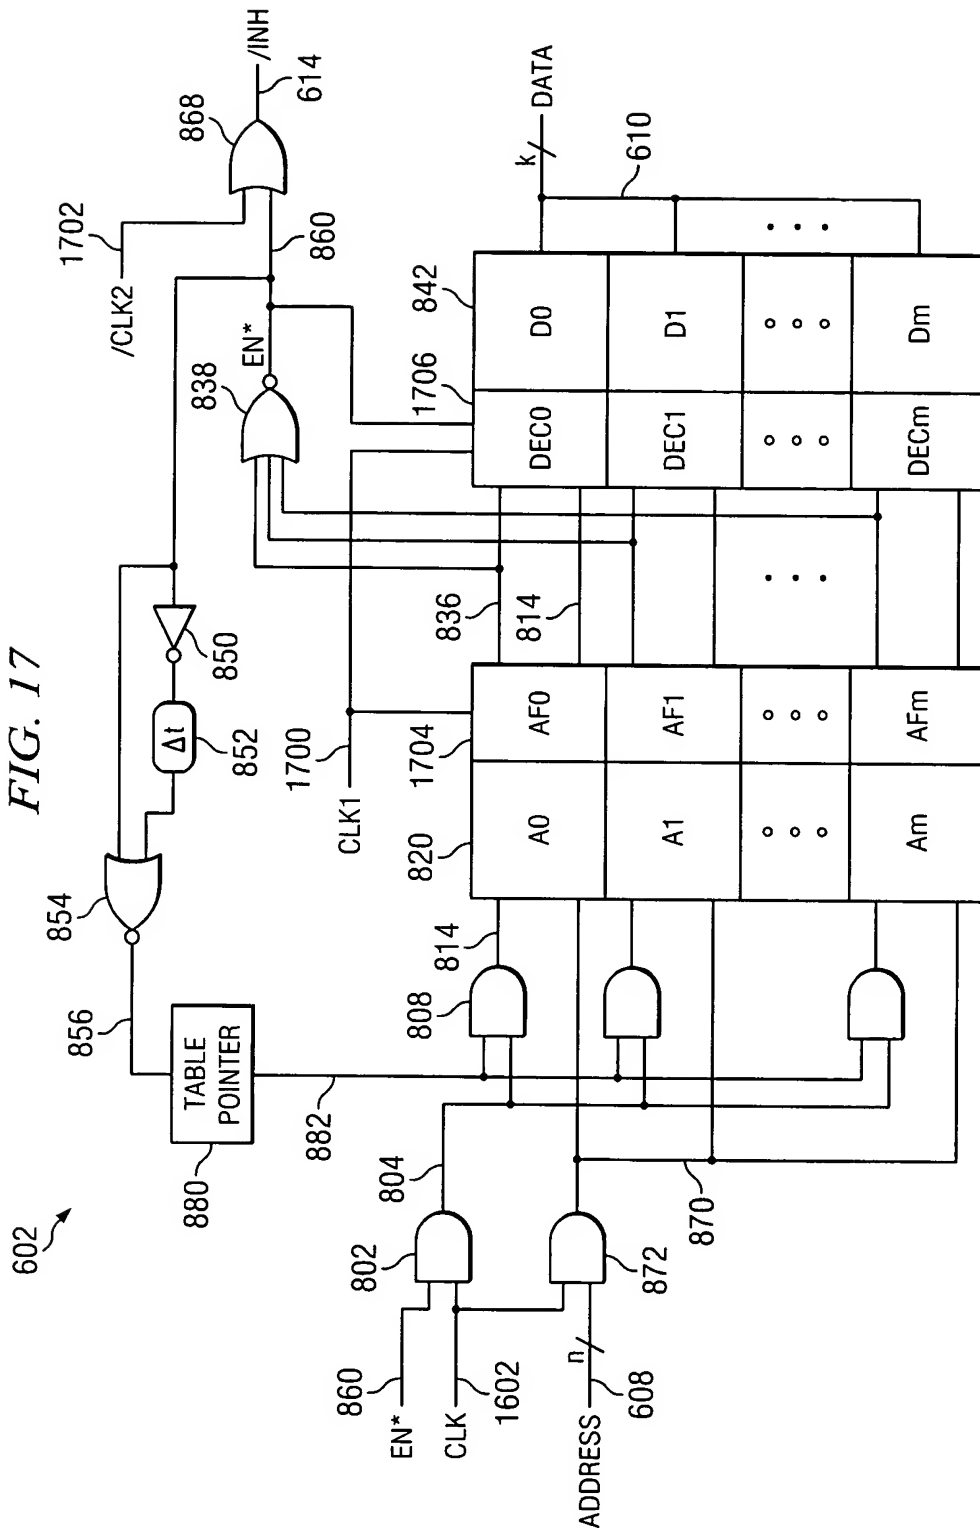 FIG. 17
602
/CLK2
1702
868
/INH
614
860
EN*
838
850
Δt
852
854
856
TABLE
POINTER
880
882
1700
CLK1
1706
842
k
DATA
610
DEC0
D0
DEC1
D1
DECm
Dm
836
814
1704
820
AF0
A0
AF1
A1
AFm
Am
814
808
804
802
872
870
860
EN*
CLK
1602
n
608
ADDRESS